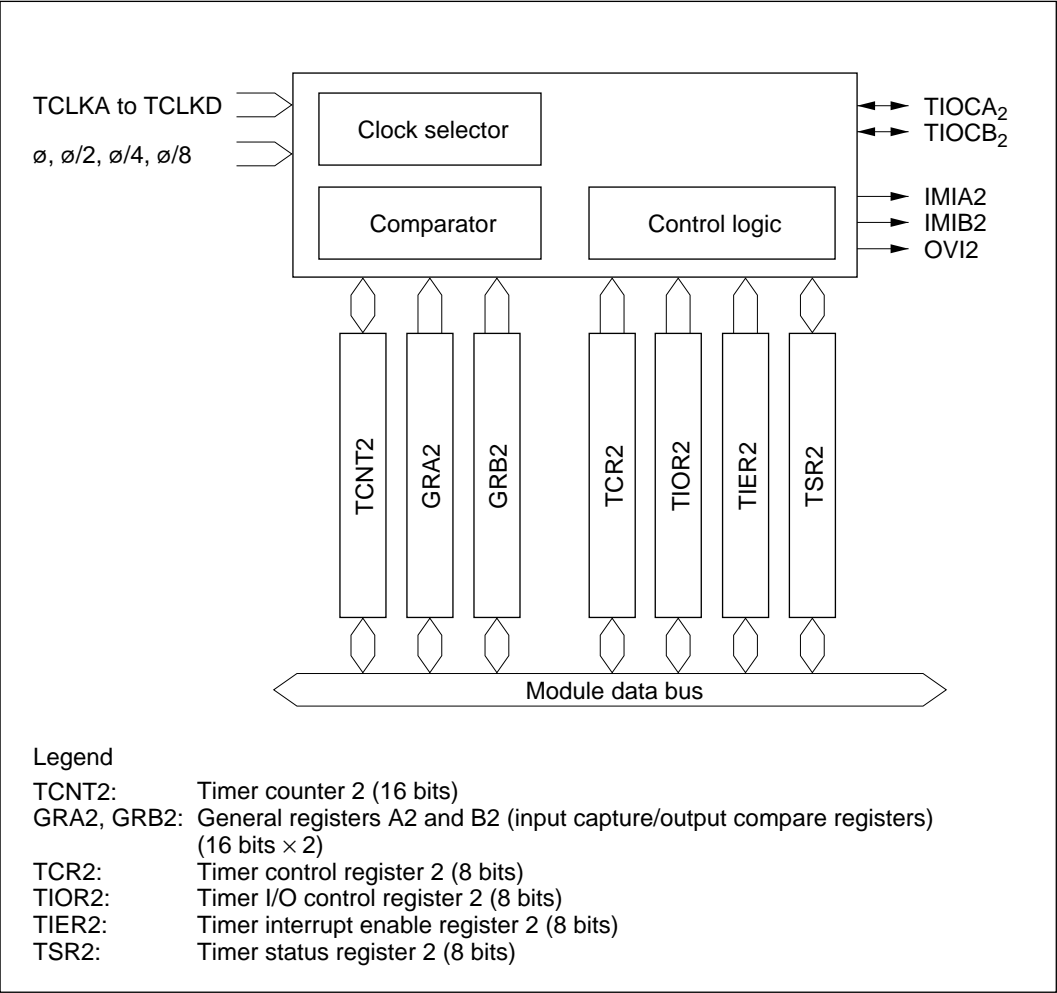 TCLKA to TCLKD
ø, ø/2, ø/4, ø/8
Clock selector
Comparator
Control logic
TIOCA2
TIOCB2
IMIA2
IMIB2
OVI2
TCNT2
GRA2
GRB2
TCR2
TIOR2
TIER2
TSR2
Module data bus
Legend
TCNT2: Timer counter 2 (16 bits)
GRA2, GRB2: General registers A2 and B2 (input capture/output compare registers)
(16 bits × 2)
TCR2: Timer control register 2 (8 bits)
TIOR2: Timer I/O control register 2 (8 bits)
TIER2: Timer interrupt enable register 2 (8 bits)
TSR2: Timer status register 2 (8 bits)